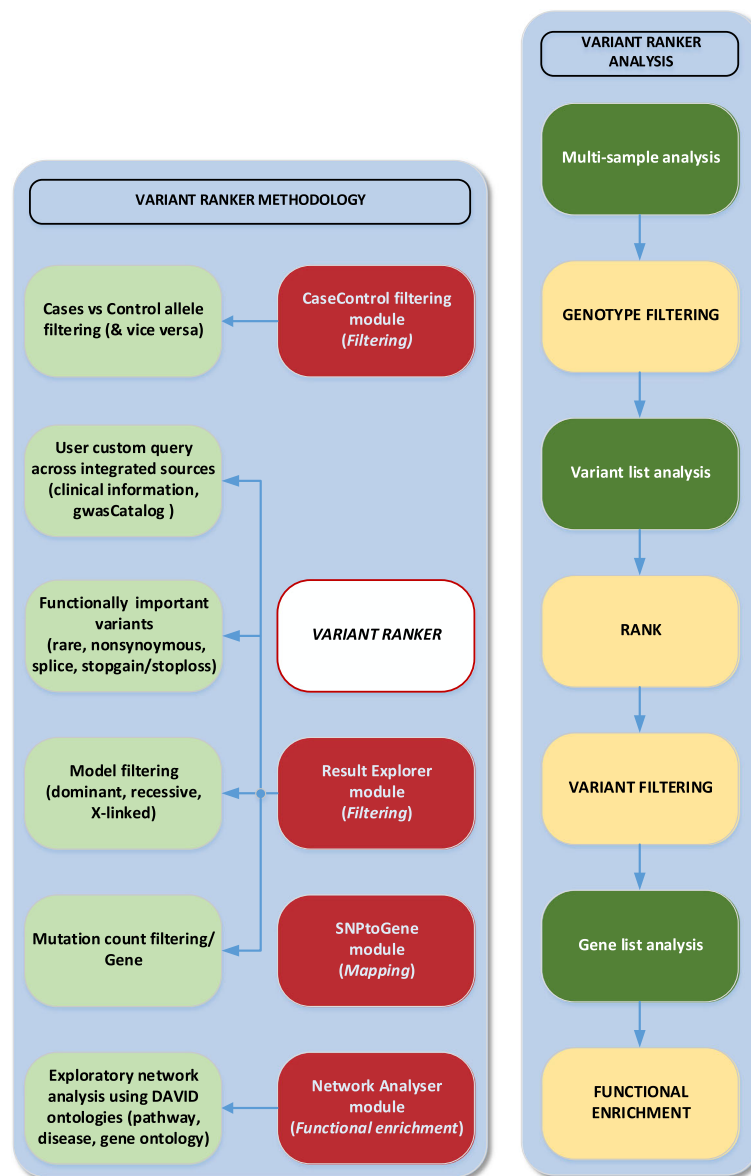 VARIANT RANKER METHODOLOGY
Cases vs Control allele
filtering (& vice versa)
CaseControl filtering
module
(Filtering)
User custom query
across integrated sources
(clinical information,
gwasCatalog )
Functionally important
variants
(rare, nonsynoymous,
splice, stopgain/stoploss)
VARIANT RANKER
Model filtering
(dominant, recessive,
X-linked)
Result Explorer
module
(Filtering)
Mutation count filtering/
Gene
SNPtoGene
module
(Mapping)
Exploratory network
analysis using DAVID
ontologies (pathway,
disease, gene ontology)
Network Analyser
module
(Functional enrichment)
VARIANT RANKER
ANALYSIS
Multi-sample analysis
GENOTYPE FILTERING
Variant list analysis
RANK
VARIANT FILTERING
Gene list analysis
FUNCTIONAL
ENRICHMENT